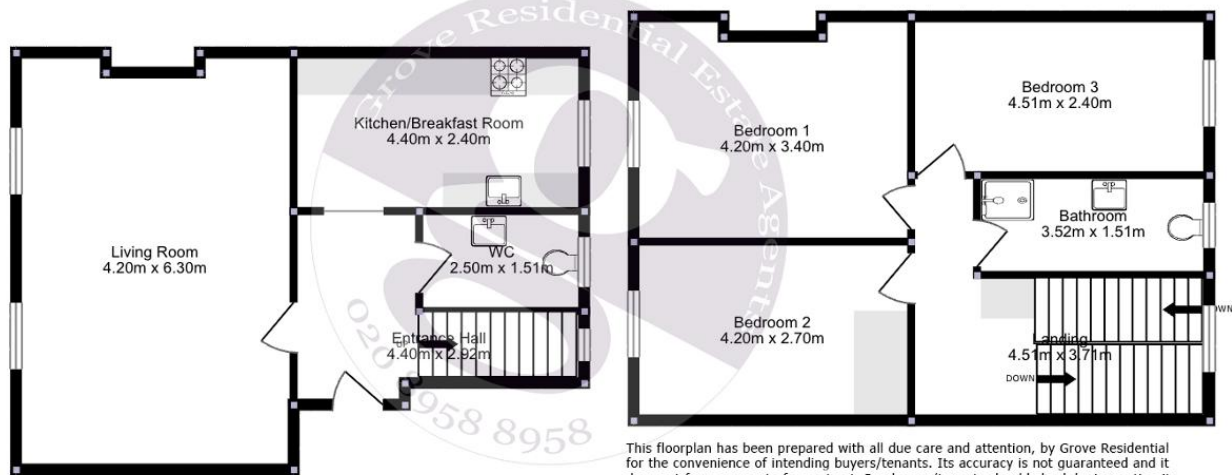 Grove Residential Estate Agents
020 8958 8958
Living Room
4.20m x 6.30m
Kitchen/Breakfast Room
4.40m x 2.40m
WC
2.50m x 1.51m
Entrance Hall
4.40m x 2.92m
Bedroom 1
4.20m x 3.40m
Bedroom 2
4.20m x 2.70m
Bedroom 3
4.51m x 2.40m
Bathroom
3.52m x 1.51m
Landing
4.51m x 3.71m
DOWN
DOWN
This floorplan has been prepared with all due care and attention, by Grove Residential
for the convenience of intending buyers/tenants. Its accuracy is not guaranteed and it